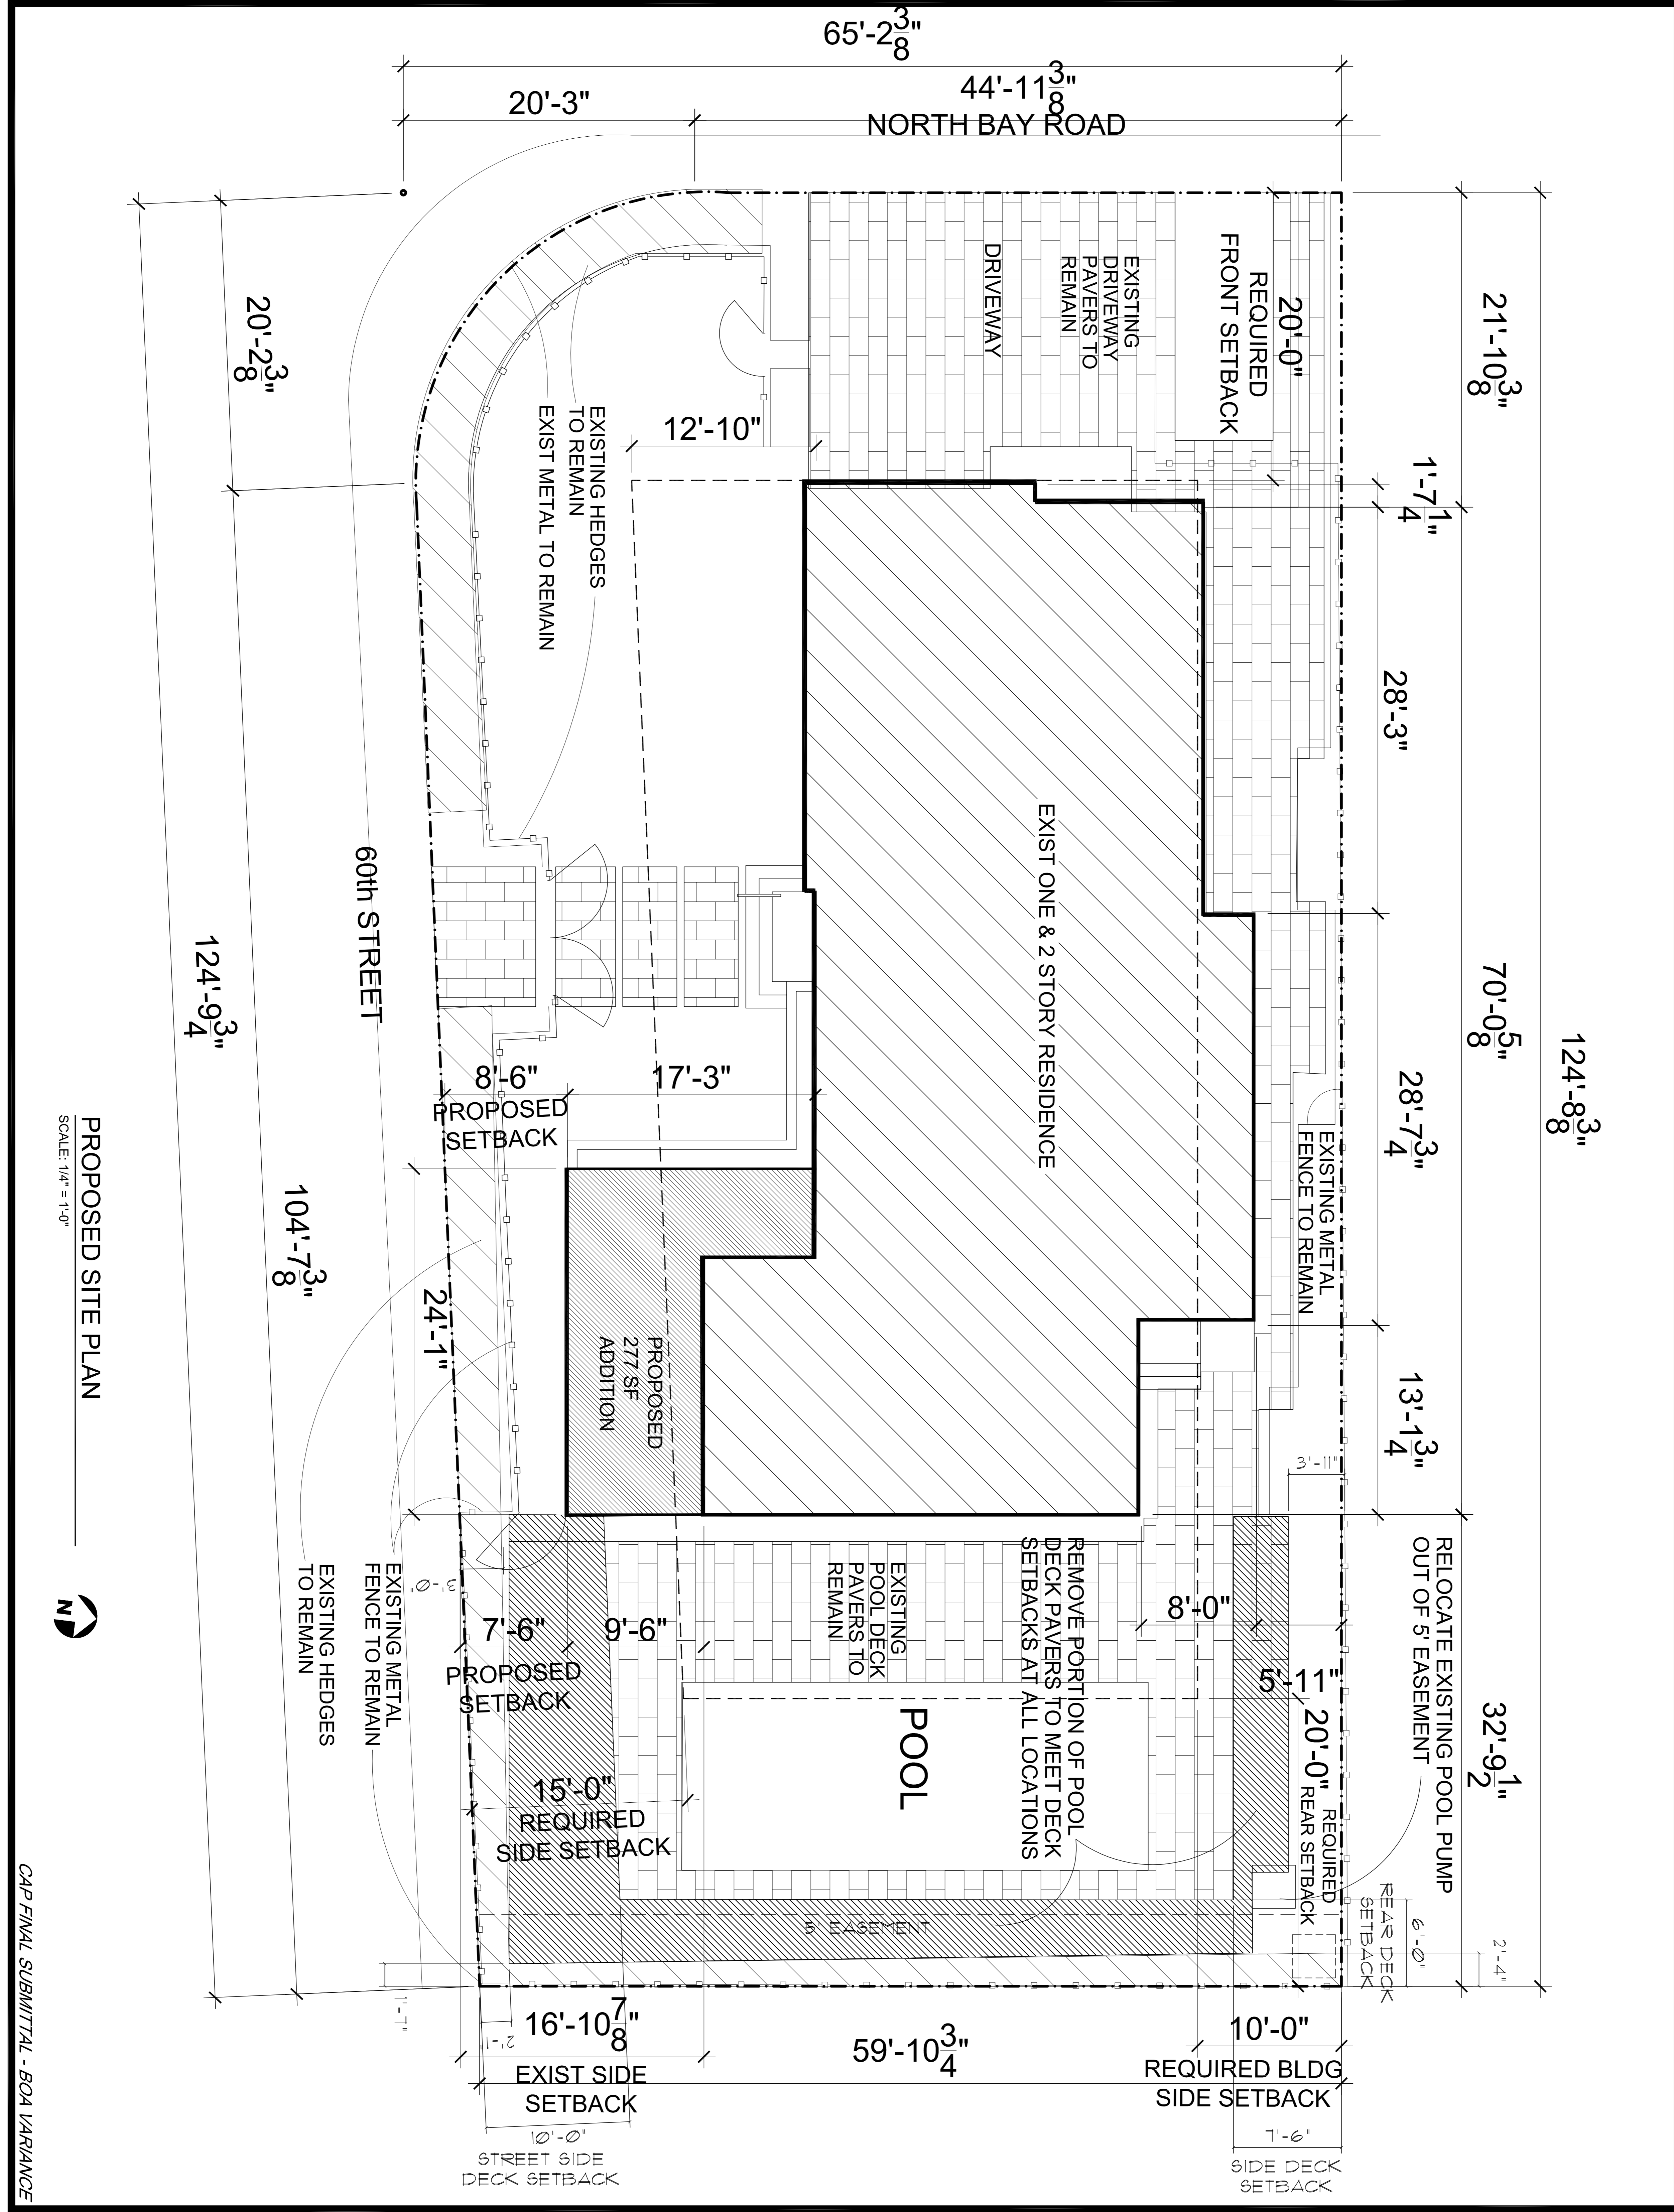 65'-2 3/8"
20'-3"
44'-11 3/8"
NORTH BAY ROAD
20'-2 3/8"
124'-9 3/4"
104'-7 3/8"
60th STREET
EXISTING HEDGES
TO REMAIN
EXIST METAL TO REMAIN
12'-10"
DRIVEWAY
EXISTING
DRIVEWAY
PAVERS TO
REMAIN
20'-0"
REQUIRED
FRONT SETBACK
21'-10 3/8"
1'-7 1/4"
28'-3"
70'-0 5/8"
124'-8 3/8"
28'-7 3/4"
13'-1 3/4"
3'-11"
32'-9 1/2"
EXIST ONE & 2 STORY RESIDENCE
EXISTING METAL
FENCE TO REMAIN
8'-6"
PROPOSED
SETBACK
17'-3"
24'-1"
PROPOSED
277 SF
ADDITION
EXISTING METAL
FENCE TO REMAIN
EXISTING HEDGES
TO REMAIN
3'-0"
7'-6"
PROPOSED
SETBACK
9'-6"
EXISTING
POOL DECK
PAVERS TO
REMAIN
REMOVE PORTION OF POOL
DECK PAVERS TO MEET DECK
SETBACKS AT ALL LOCATIONS
8'-0"
5'-11"
RELOCATE EXISTING POOL PUMP
OUT OF 5' EASEMENT
20'-0"
REQUIRED
REAR SETBACK
POOL
15'-0"
REQUIRED
SIDE SETBACK
5' EASEMENT
6'-0"
REAR DECK
SETBACK
2'-4"
1'-7"
2'-1"
16'-10 7/8"
EXIST SIDE
SETBACK
59'-10 3/4"
10'-0"
REQUIRED BLDG
SIDE SETBACK
10'-0"
STREET SIDE
DECK SETBACK
7'-6"
SIDE DECK
SETBACK
PROPOSED SITE PLAN
SCALE: 1/4" = 1'-0"
N
CAP FINAL SUBMITTAL - BOA VARIANCE